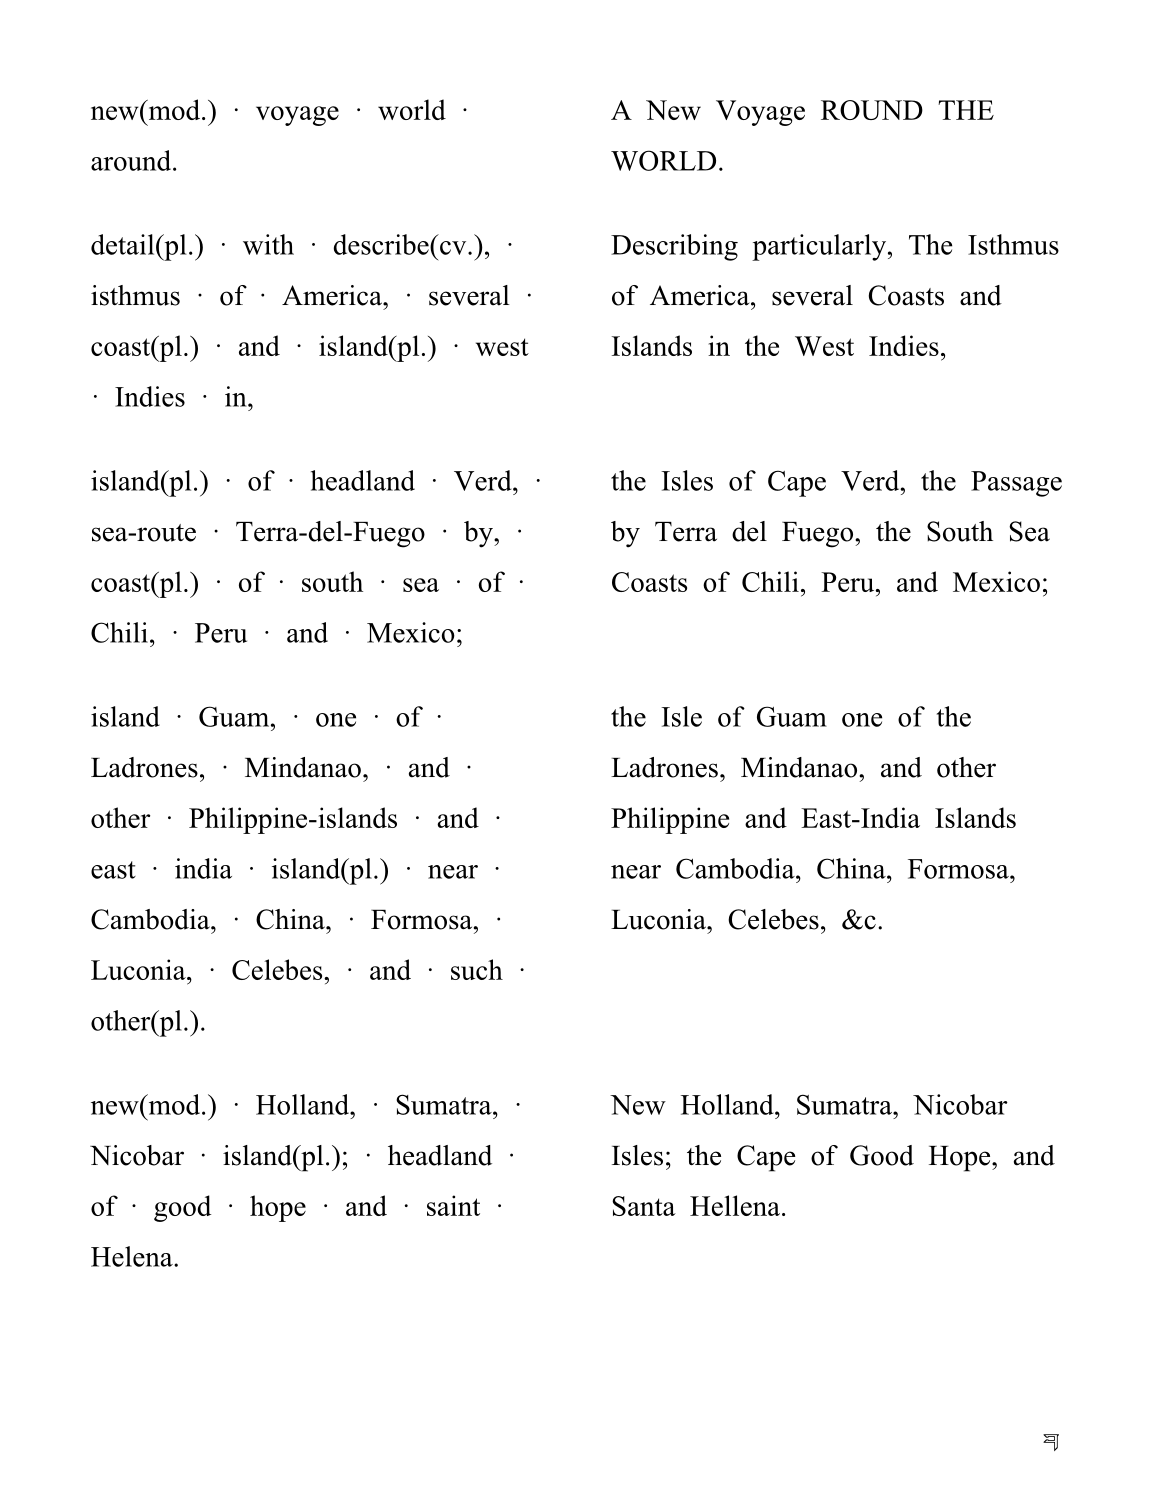 new(mod.) · voyage · world ·
around.
detail(pl.) · with · describe(cv.), ·
isthmus · of · America, · several ·
coast(pl.) · and · island(pl.) · west
· Indies · in,
island(pl.) · of · headland · Verd, ·
sea-route · Terra-del-Fuego · by, ·
coast(pl.) · of · south · sea · of ·
Chili, · Peru · and · Mexico;
island · Guam, · one · of ·
Ladrones, · Mindanao, · and ·
other · Philippine-islands · and ·
east · india · island(pl.) · near ·
Cambodia, · China, · Formosa, ·
Luconia, · Celebes, · and · such ·
other(pl.).
new(mod.) · Holland, · Sumatra, ·
Nicobar · island(pl.); · headland ·
of · good · hope · and · saint ·
Helena.
A New Voyage ROUND THE
WORLD.
Describing particularly, The Isthmus
of America, several Coasts and
Islands in the West Indies,
the Isles of Cape Verd, the Passage
by Terra del Fuego, the South Sea
Coasts of Chili, Peru, and Mexico;
the Isle of Guam one of the
Ladrones, Mindanao, and other
Philippine and East-India Islands
near Cambodia, China, Formosa,
Luconia, Celebes, &c.
New Holland, Sumatra, Nicobar
Isles; the Cape of Good Hope, and
Santa Hellena.